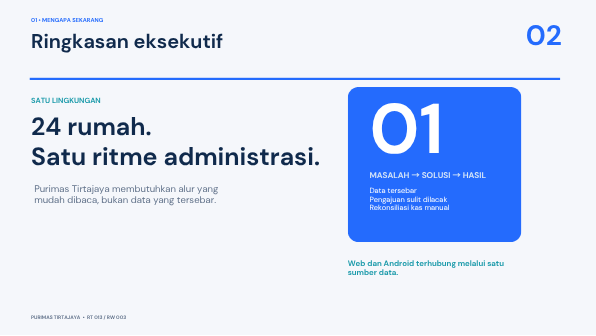 01 • MENGAPA SEKARANG
Ringkasan eksekutif
02
SATU LINGKUNGAN
24 rumah.
Satu ritme administrasi.
Purimas Tirtajaya membutuhkan alur yang
mudah dibaca, bukan data yang tersebar.
01
MASALAH → SOLUSI → HASIL
Data tersebar
Pengajuan sulit dilacak
Rekonsiliasi kas manual
Web dan Android terhubung melalui satu
sumber data.
PURIMAS TIRTAJAYA • RT 013 / RW 003